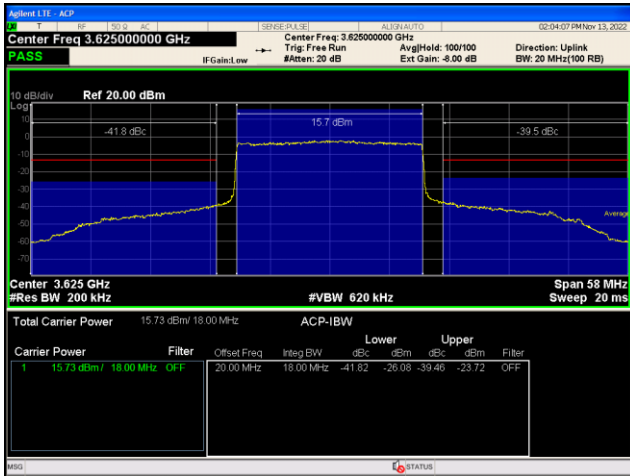 Agilent LTE - ACP
T RF 50 Ω AC SENSE:PULSE ALIGN AUTO 02:04:07 PM Nov 13, 2022
Center Freq 3.625000000 GHz Center Freq: 3.625000000 GHz
Trig: Free Run Avg|Hold: 100/100 Direction: Uplink
PASS IFGain:Low #Atten: 20 dB Ext Gain: -8.00 dB BW: 20 MHz(100 RB)
10 dB/div Ref 20.00 dBm
Log
10
15.7 dBm
-41.8 dBc -39.5 dBc
0
-10
-20
-30
-40
Average
-50
-60
-70
Center 3.625 GHz Span 58 MHz
#Res BW 200 kHz #VBW 620 kHz Sweep 20 ms
Total Carrier Power 15.73 dBm/ 18.00 MHz ACP-IBW
Lower Upper
Carrier Power Filter Offset Freq Integ BW dBc dBm dBc dBm Filter
1 15.73 dBm / 18.00 MHz OFF 20.00 MHz 18.00 MHz -41.82 -26.08 -39.46 -23.72 OFF
MSG STATUS